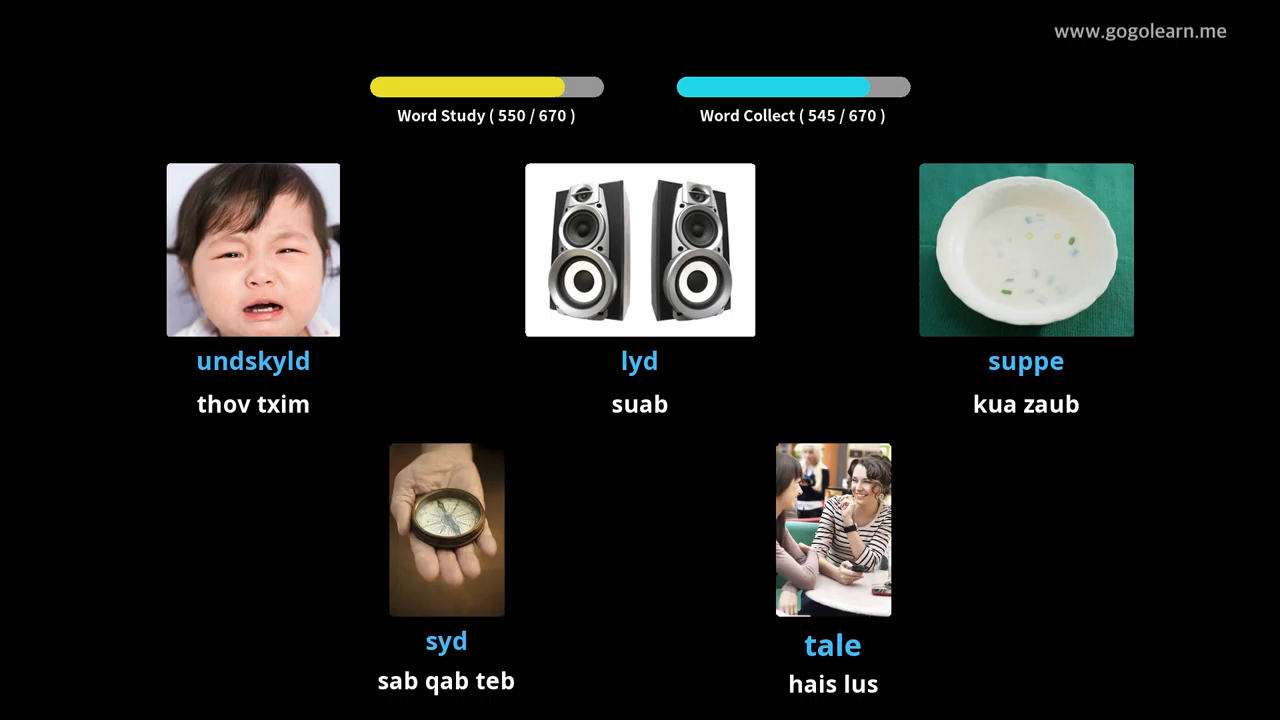 www.gogolearn.me
Word Study ( 550 / 670 )
Word Collect ( 545 / 670 )
undskyld
lyd
suppe
thov txim
suab
kua zaub
syd
tale
sab qab teb
hais lus